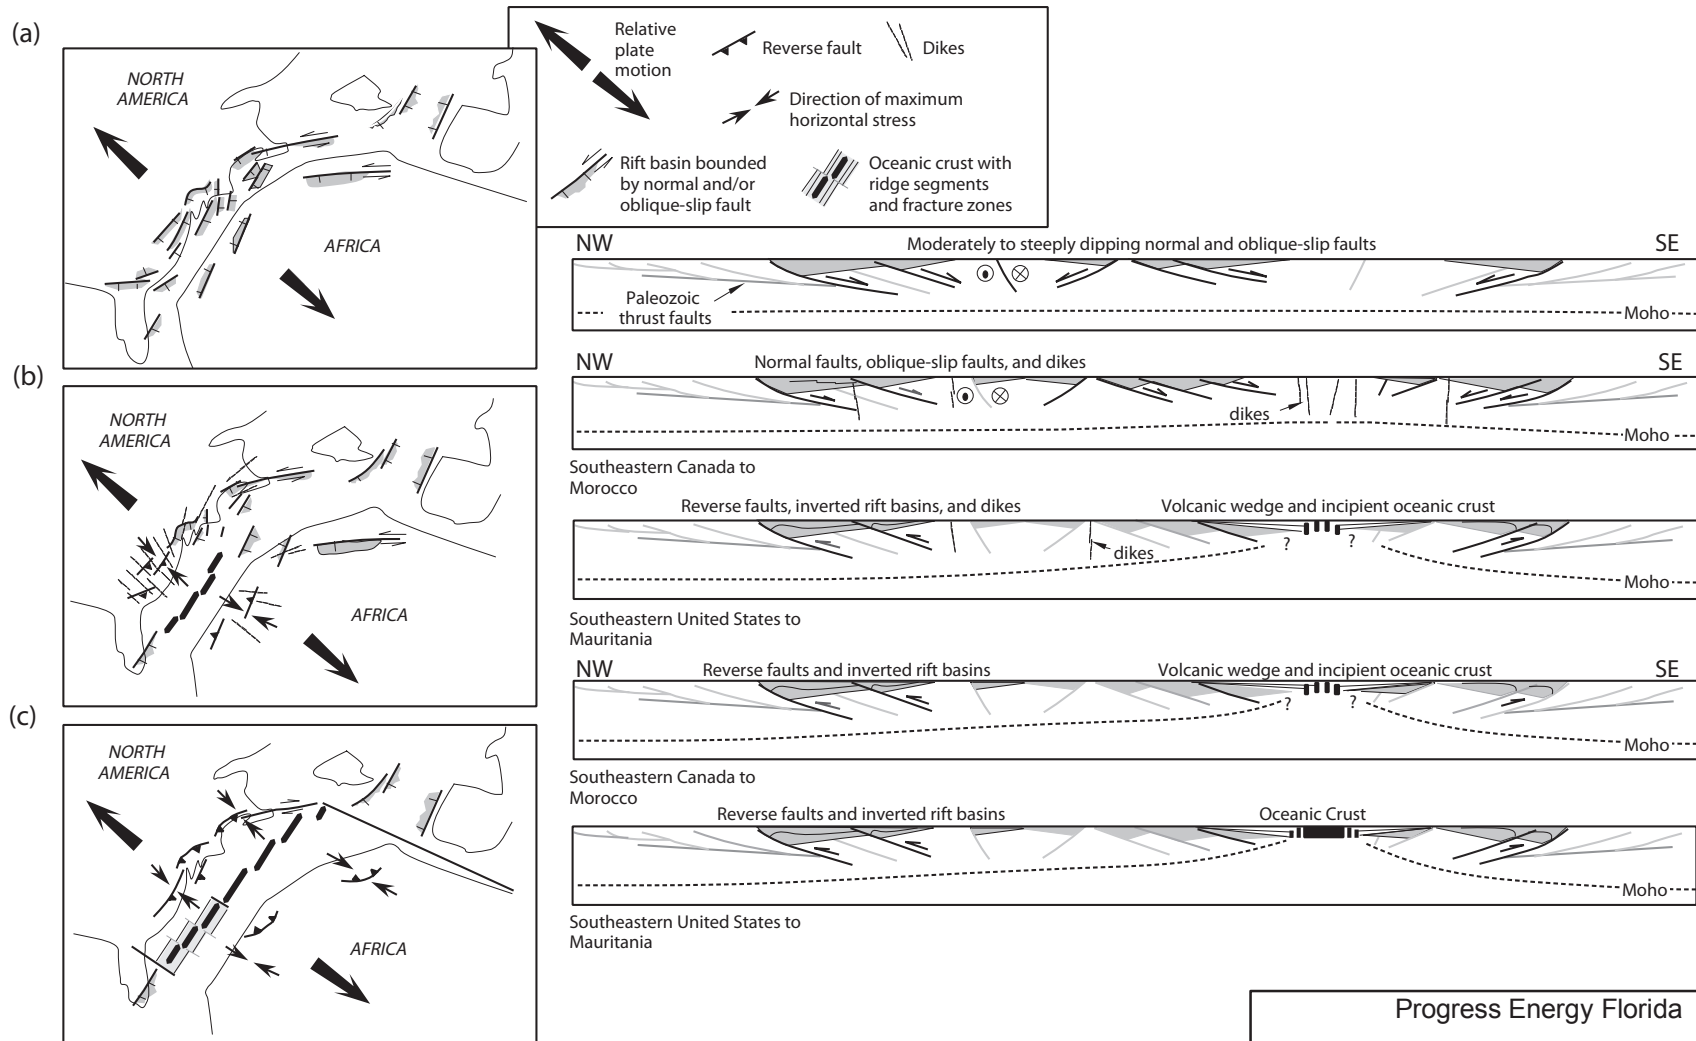 (a)
NORTH
AMERICA
AFRICA
Relative
plate
motion
Reverse fault
Dikes
Direction of maximum
horizontal stress
Rift basin bounded
by normal and/or
oblique-slip fault
Oceanic crust with
ridge segments
and fracture zones
NW
Moderately to steeply dipping normal and oblique-slip faults
SE
Paleozoic
thrust faults
Moho
(b)
NORTH
AMERICA
AFRICA
NW
Normal faults, oblique-slip faults, and dikes
SE
dikes
Moho
Southeastern Canada to
Morocco
Reverse faults, inverted rift basins, and dikes
Volcanic wedge and incipient oceanic crust
dikes
?
?
Moho
Southeastern United States to
Mauritania
(c)
NORTH
AMERICA
AFRICA
NW
Reverse faults and inverted rift basins
Volcanic wedge and incipient oceanic crust
SE
?
?
Moho
Southeastern Canada to
Morocco
Reverse faults and inverted rift basins
Oceanic Crust
Moho
Southeastern United States to
Mauritania
Progress Energy Florida